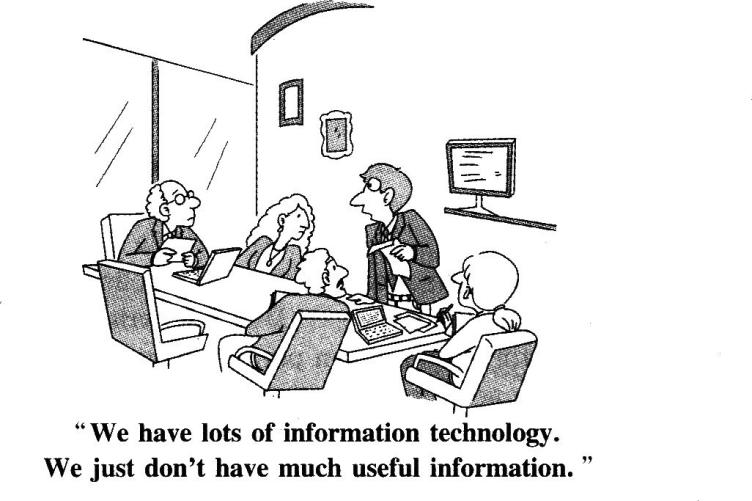 “We have lots of information technology.
We just don’t have much useful information.”